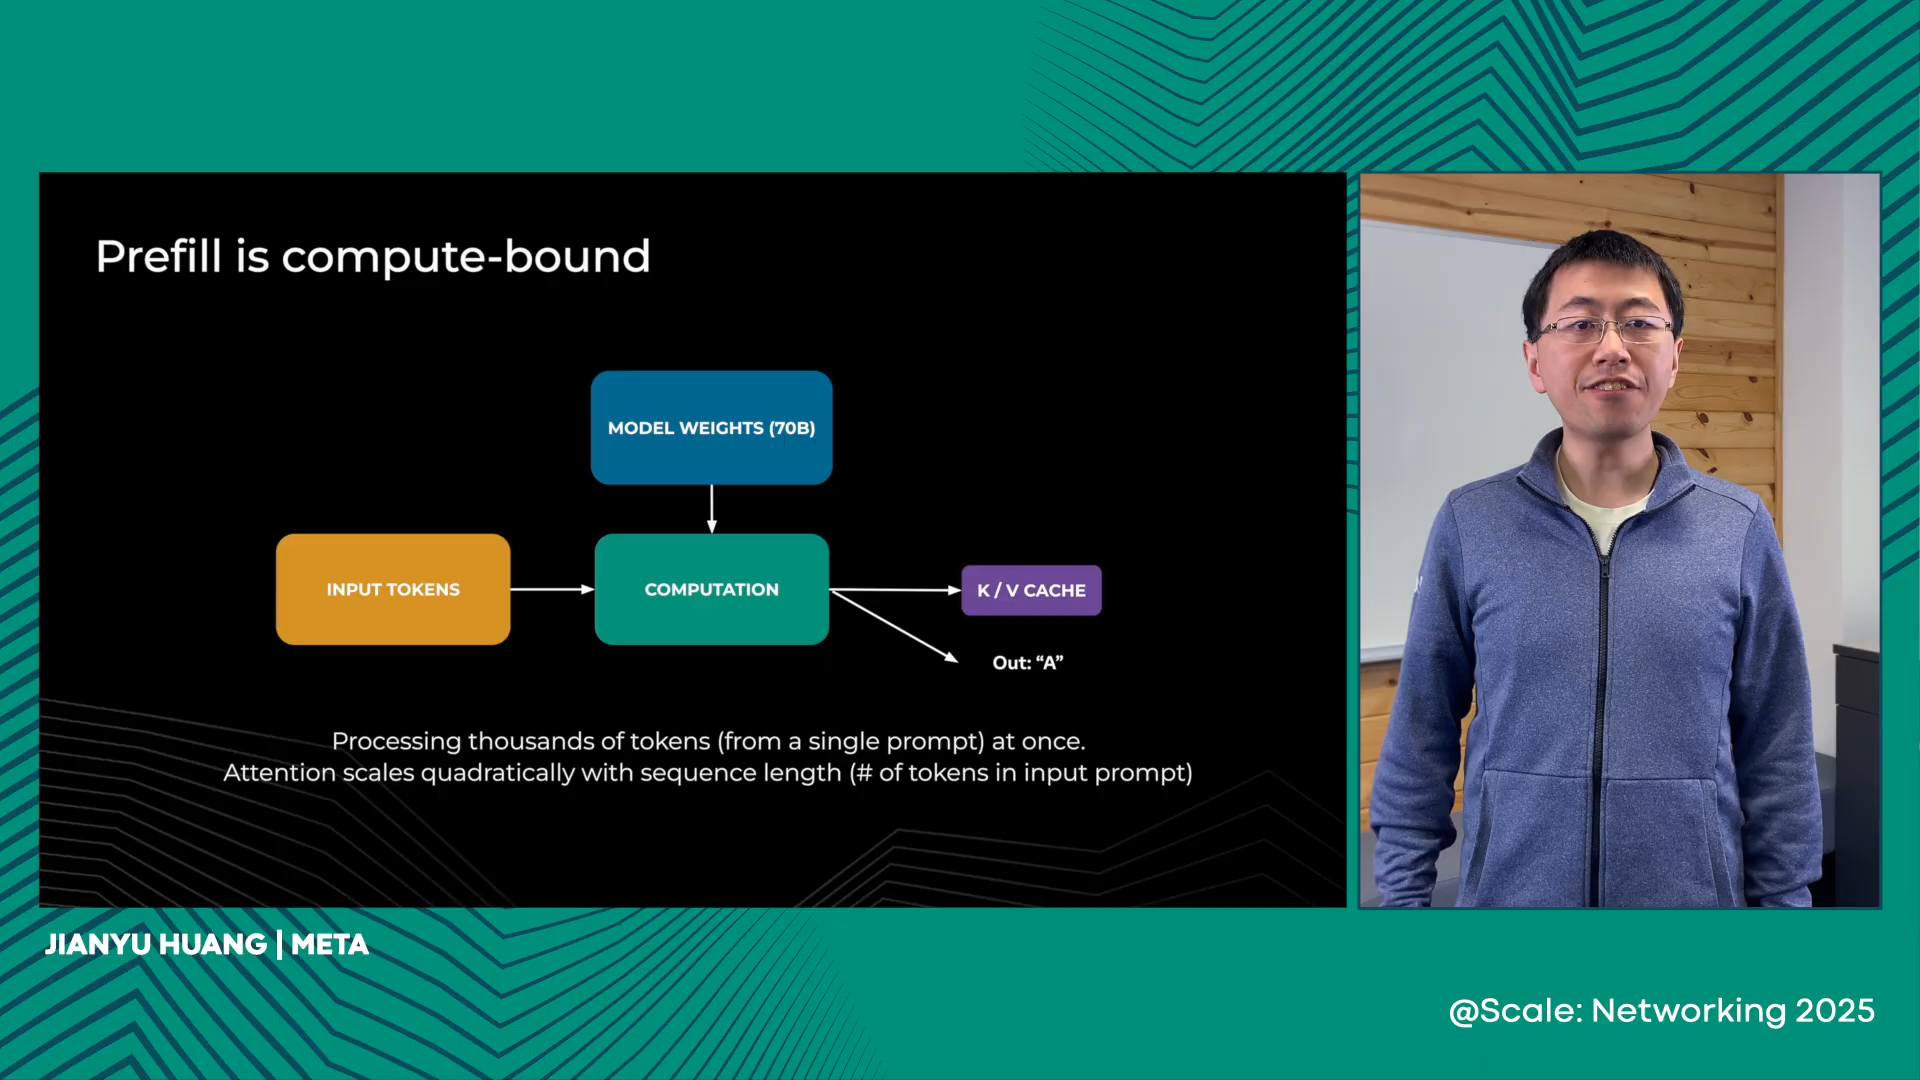 Prefill is compute-bound
MODEL WEIGHTS (70B)
INPUT TOKENS
COMPUTATION
K / V CACHE
Out: “A”
Processing thousands of tokens (from a single prompt) at once.
Attention scales quadratically with sequence length (# of tokens in input prompt)
JIANYU HUANG | META
@Scale: Networking 2025